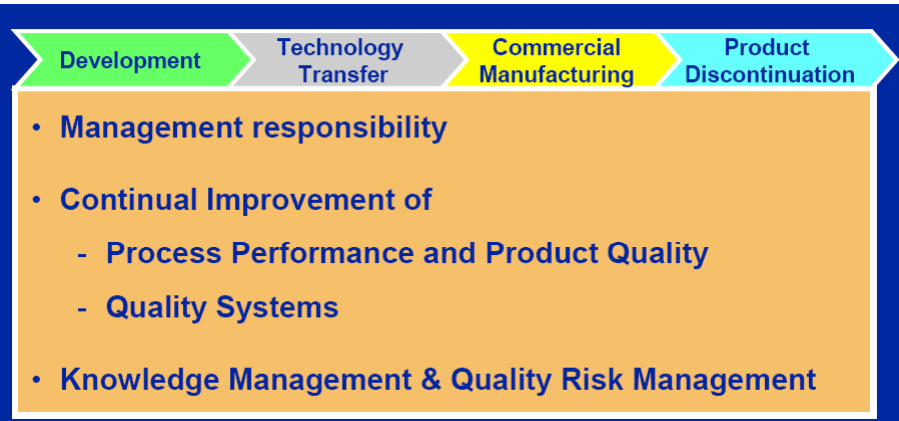 Development
Technology
Transfer
Commercial
Manufacturing
Product
Discontinuation
• Management responsibility
• Continual Improvement of
- Process Performance and Product Quality
- Quality Systems
• Knowledge Management & Quality Risk Management